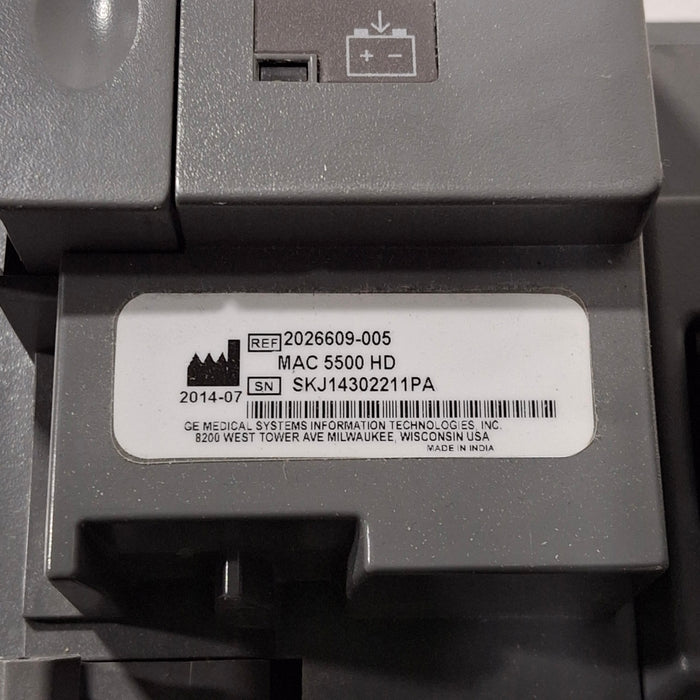 REF 2026609-005
MAC 5500 HD
SN SKJ14302211PA
2014-07
GE MEDICAL SYSTEMS INFORMATION TECHNOLOGIES, INC.
8200 WEST TOWER AVE MILWAUKEE, WISCONSIN USA
MADE IN INDIA